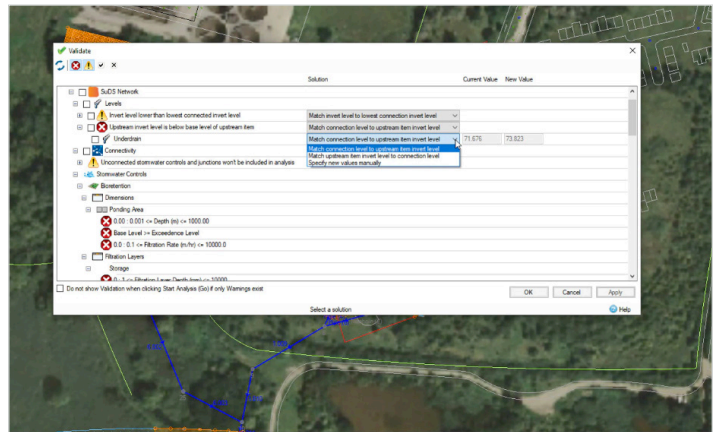 Validate
Solution Current Value New Value
SuDS Network
Levels
Invert level lower than lowest connected invert level Match invert level to lowest connection invert level
Upstream invert level is below base level of upstream item Match connection level to upstream item invert level
Underdrain Match connection level to upstream item invert level 71.676 73.823
Match connection level to upstream item invert level
Connectivity
Match upstream item invert level to connection level
Unconnected stormwater controls and junctions won't be included in analysis
Specify new values manually
Stormwater Controls
Bioretention
Dimensions
Ponding Area
0.00 : 0.001 <= Depth (m) <= 1000.00
Base Level >= Exceedence Level
0.0 : 0.1 <= Filtration Rate (m/hr) <= 10000.0
Filtration Layers
Storage
0 : 1 <= Filtration Layer Depth (mm) <= 10000
Do not show Validation when clicking Start Analysis (Go) if only Warnings exist
OK Cancel Apply
Select a solution Help